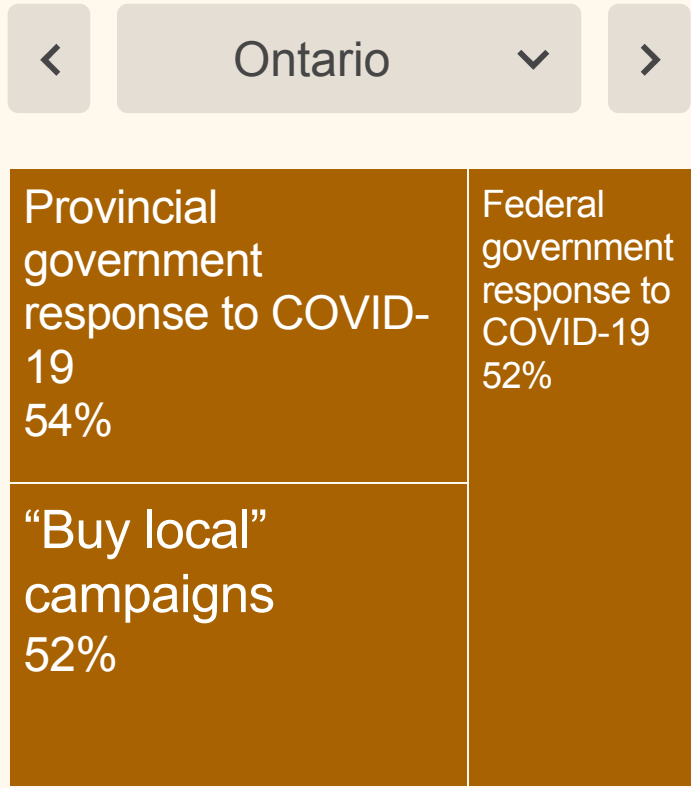 Ontario
Provincial
government
response to COVID-
19
54%
Federal
government
response to
COVID-19
52%
“Buy local”
campaigns
52%